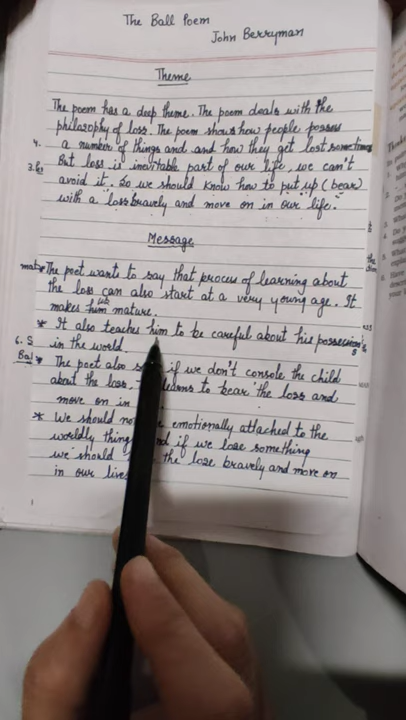 The Ball Poem
John Berryman
Theme
The poem has a deep theme. The poem deals with the
philosophy of loss. The poem shows how people possess
a number of things and and how they get lost sometimes
But loss is inevitable part of our life, we can't
avoid it. So we should know how to put up (bear)
with a loss bravely and move on in our life.
Message
The poet wants to say that process of learning about
the loss can also start at a very young age. It
makes him mature.
* It also teaches him to be careful about his possession's
in the world.
* The poet also if we don't console the child
about the loss. learns to bear the loss and
move on in
* We should emotionally attached to the
worldly thing if we lose something
we should the lose bravely and move on
in our